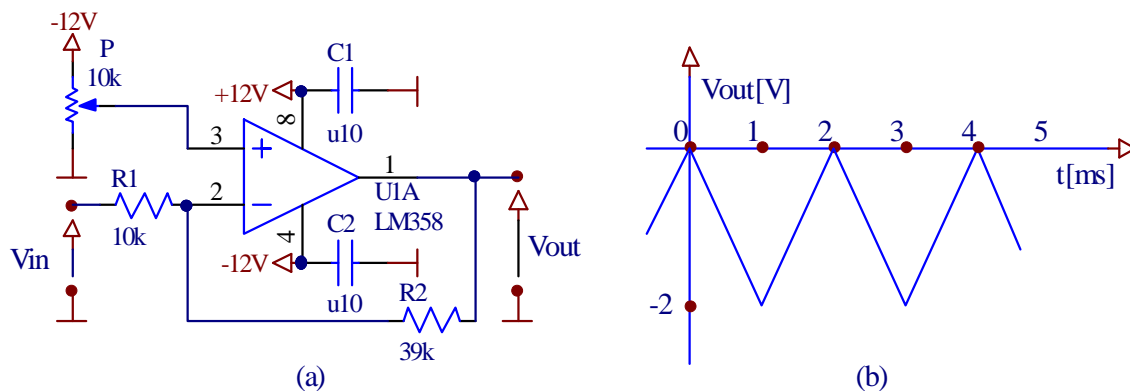 -12V
P
10k
+12V
8
C1
u10
3
+
2
−
1
U1A
LM358
R1
10k
Vin
4
-12V
C2
u10
R2
39k
Vout
(a)
Vout[V]
0
1
2
3
4
5
t[ms]
-2
(b)